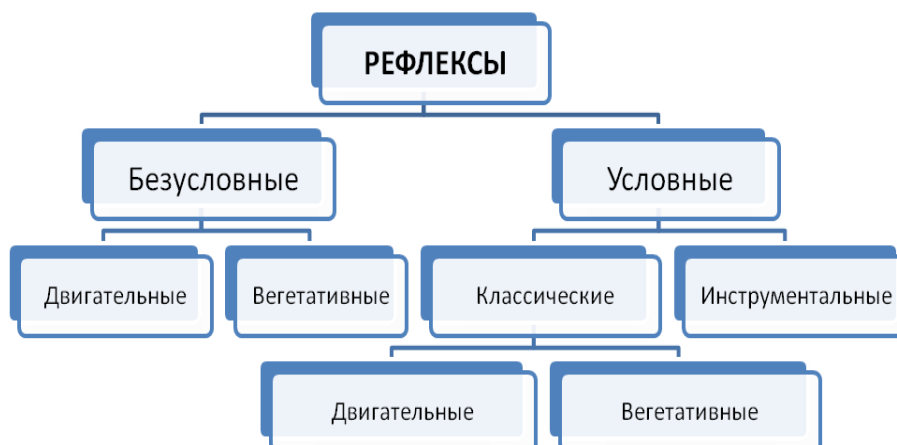 РЕФЛЕКСЫ
Безусловные
Условные
Двигательные
Вегетативные
Классические
Инструментальные
Двигательные
Вегетативные